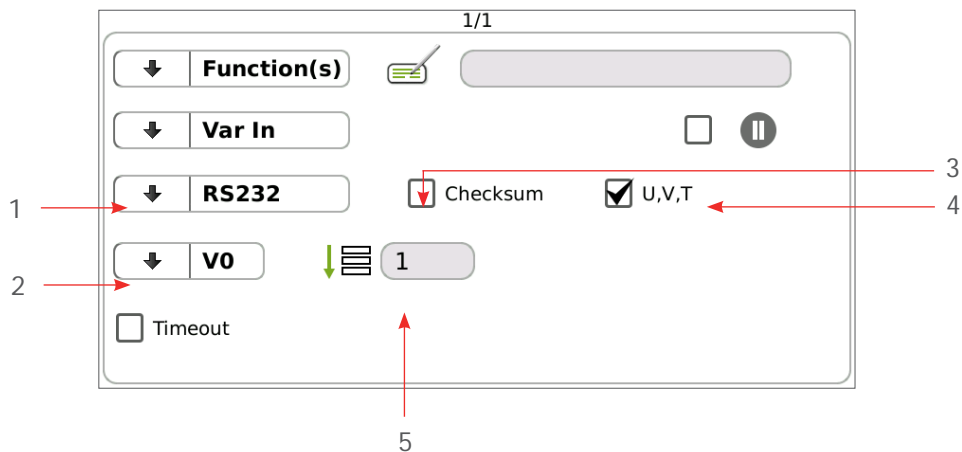 1/1
Function(s)
Var In
3
RS232 Checksum U,V,T
1
4
V0 1
2
Timeout
5